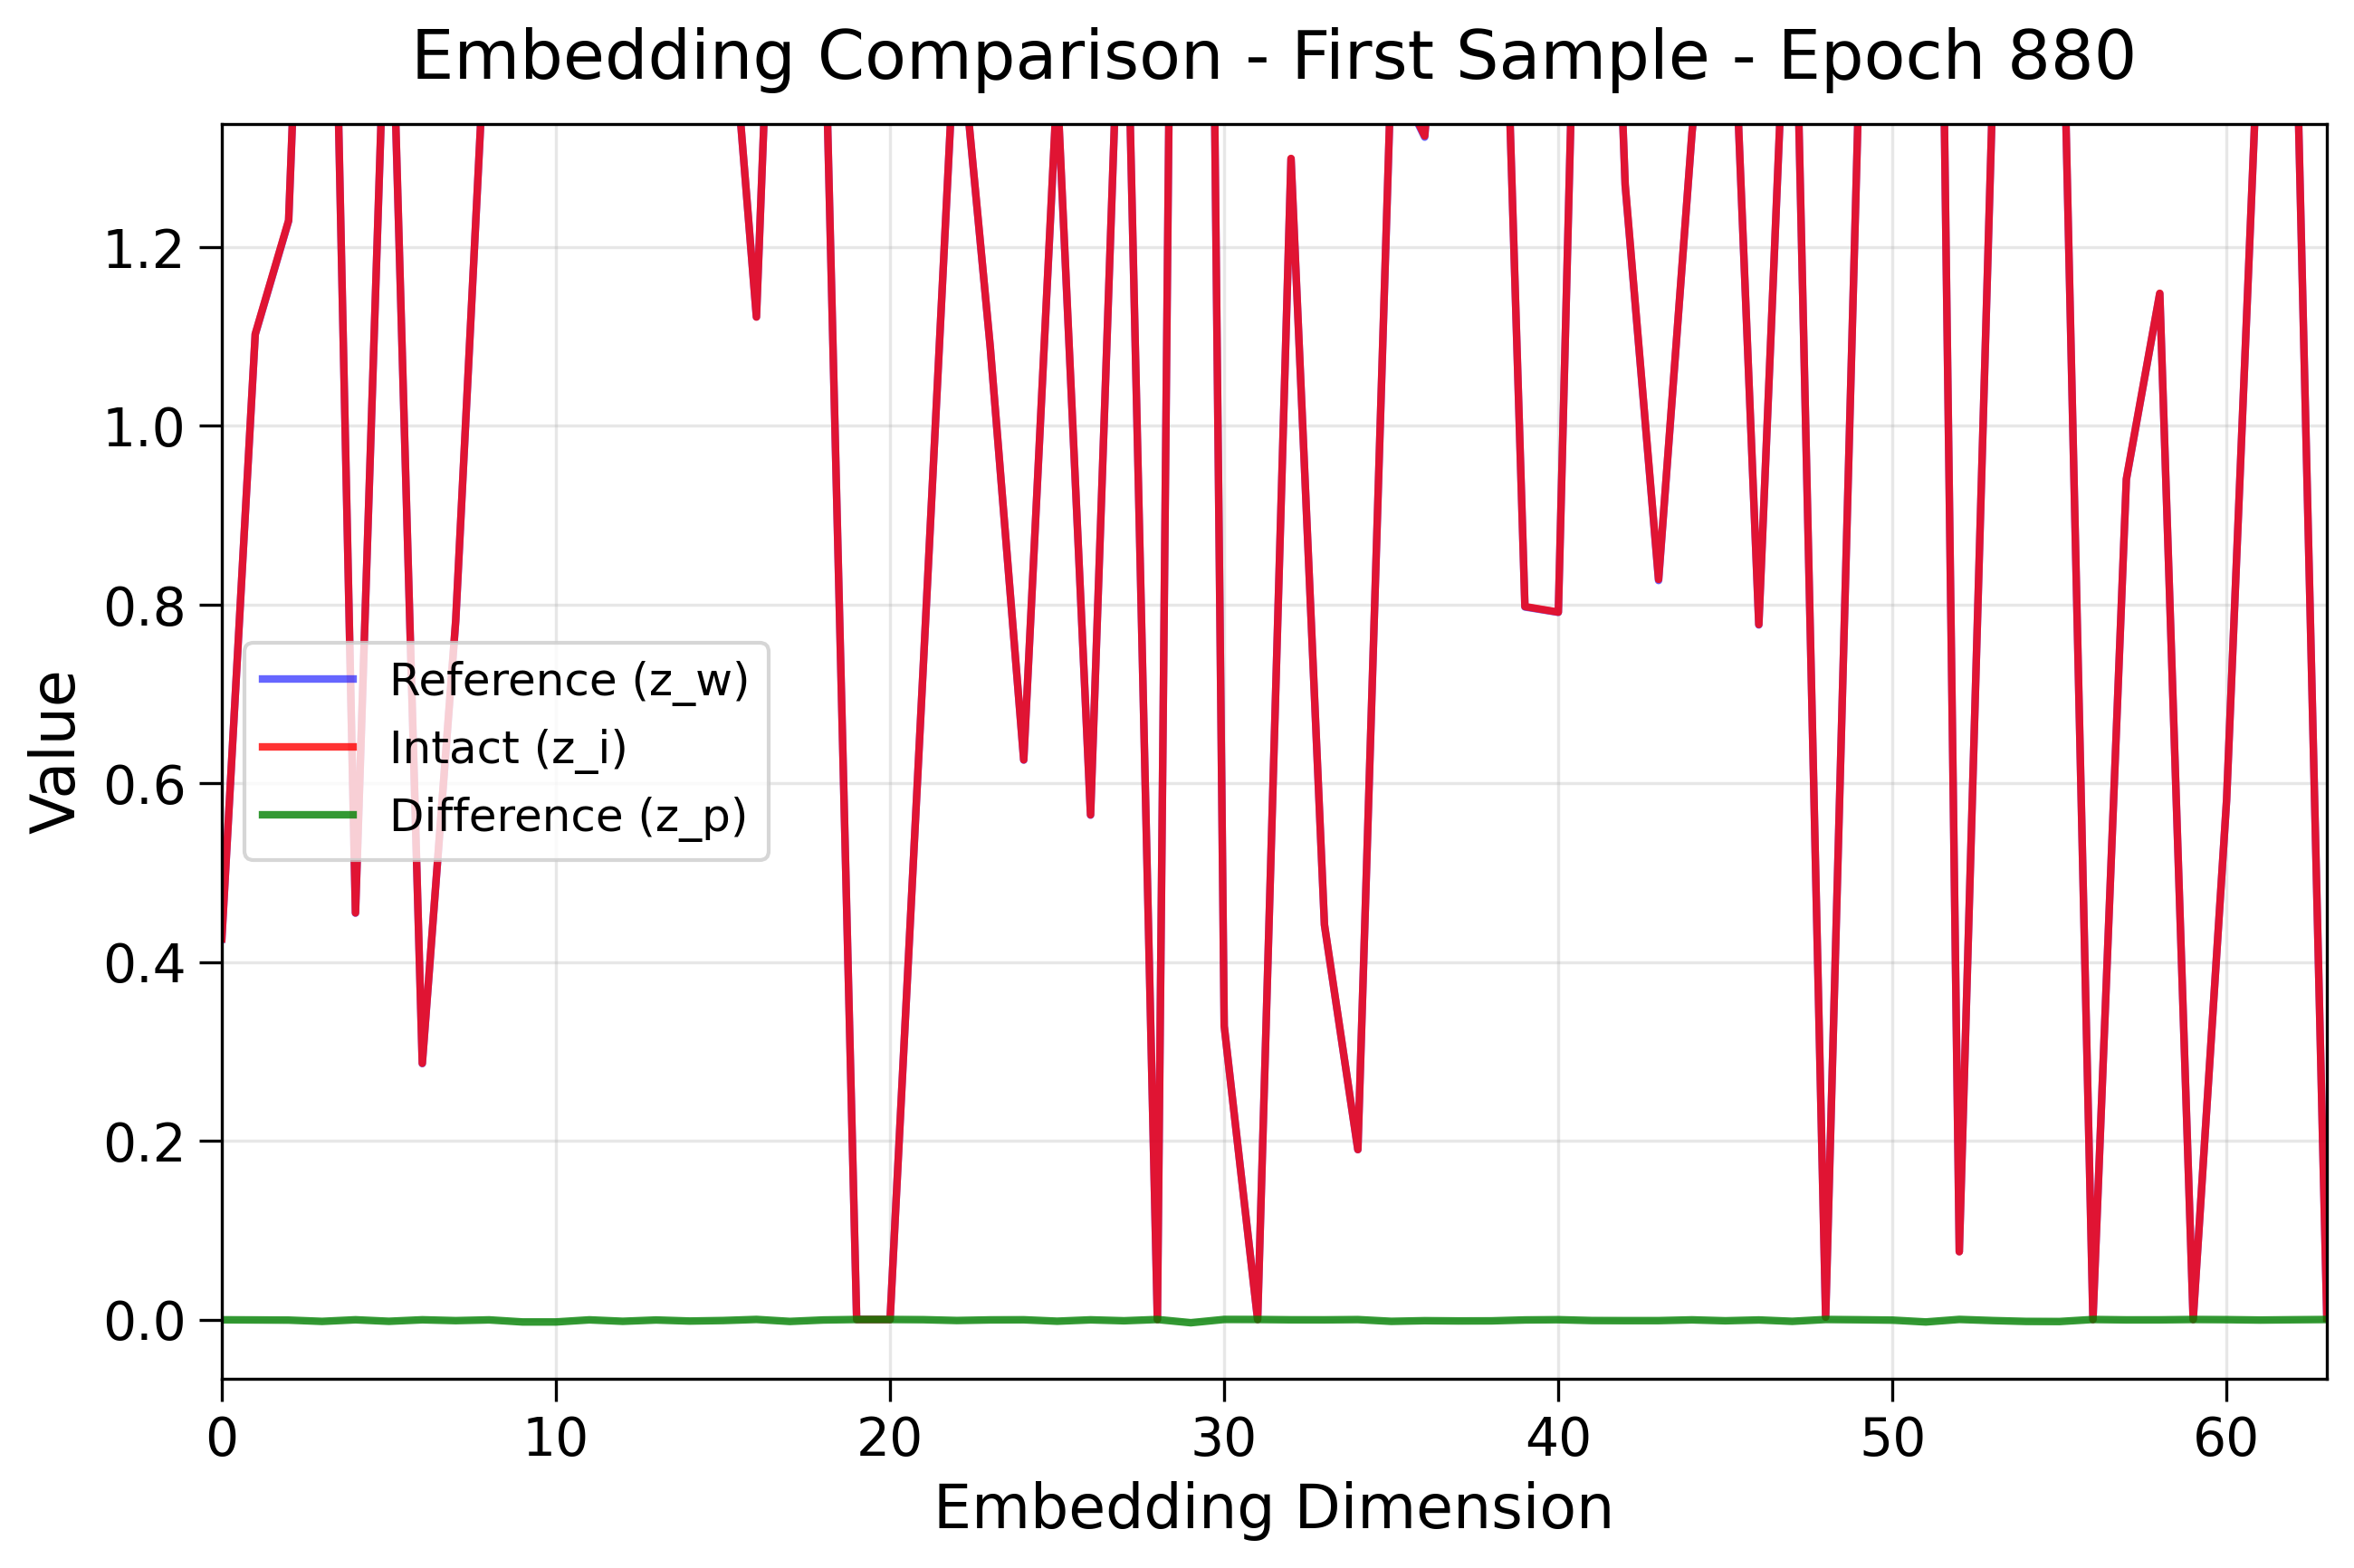 Embedding Comparison - First Sample - Epoch 880
1.2
1.0
0.8
0.6
0.4
0.2
0.0
Value
Reference (z_w)
Intact (z_i)
Difference (z_p)
0 10 20 30 40 50 60
Embedding Dimension